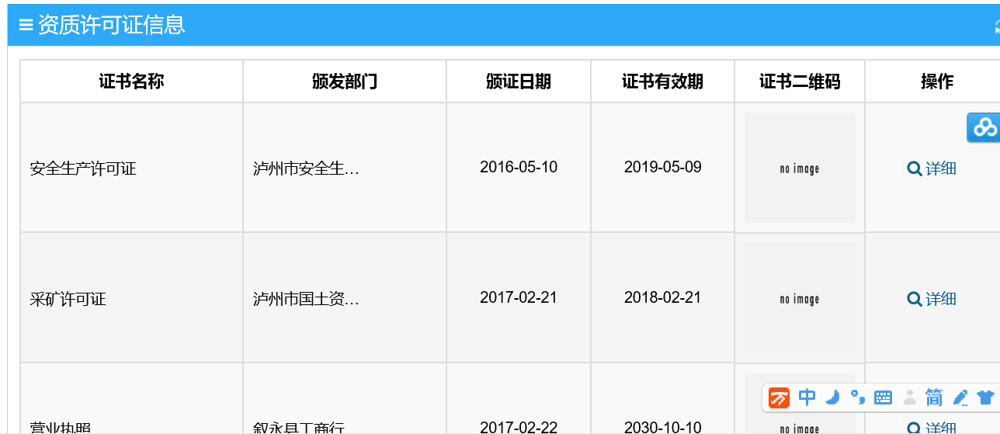 资质许可证信息
证书名称 颁发部门 颁证日期 证书有效期 证书二维码 操作
安全生产许可证 泸州市安全生… 2016-05-10 2019-05-09 no image 详细
采矿许可证 泸州市国土资… 2017-02-21 2018-02-21 no image 详细
中 简
营业执照 叙永县工商行 2017-02-22 2030-10-10 no image 详细